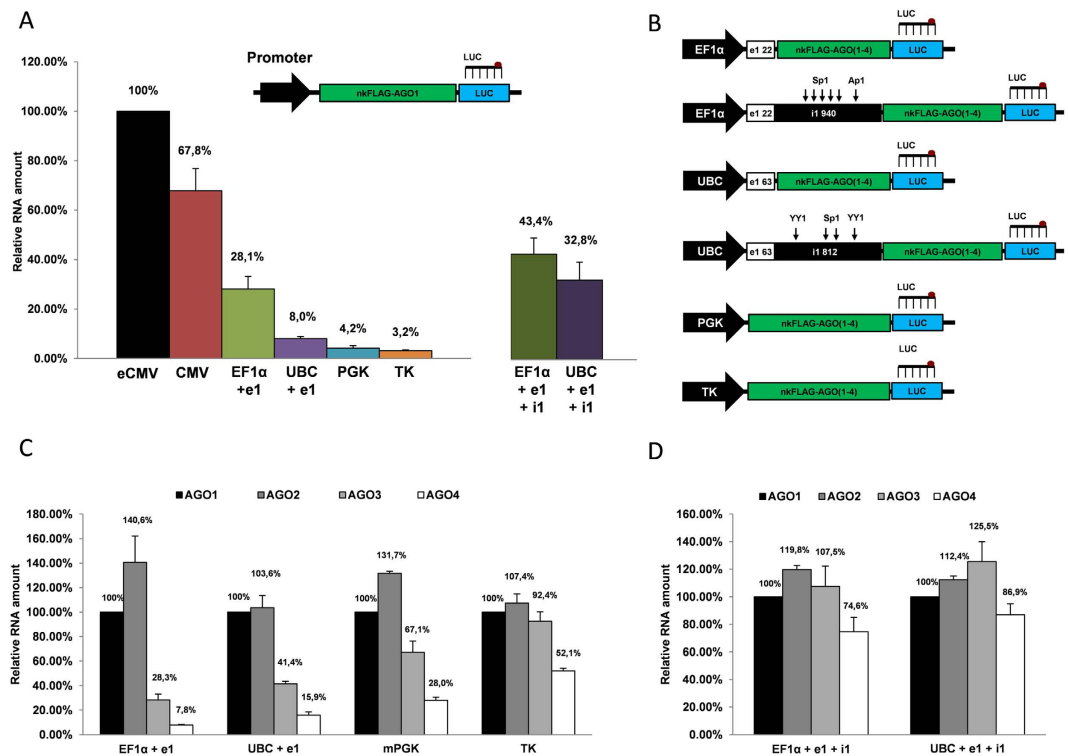 A
Promoter
nkFLAG-AGO1
LUC
LUC
Relative RNA amount
120.00%
100.00%
80.00%
60.00%
40.00%
20.00%
0.00%
100%
67,8%
28,1%
8,0%
4,2%
3,2%
43,4%
32,8%
eCMV
CMV
EF1α +e1
UBC + e1
PGK
TK
EF1α + e1 + i1
UBC + e1 + i1
B
LUC
EF1α e1 22 nkFLAG-AGO(1-4) LUC
Sp1 Ap1 LUC
EF1α e1 22 i1 940 nkFLAG-AGO(1-4) LUC
LUC
UBC e1 63 nkFLAG-AGO(1-4) LUC
YY1 Sp1 YY1 LUC
UBC e1 63 i1 812 nkFLAG-AGO(1-4) LUC
LUC
PGK nkFLAG-AGO(1-4) LUC
LUC
TK nkFLAG-AGO(1-4) LUC
C
AGO1 AGO2 AGO3 AGO4
Relative RNA amount
180.00%
160.00%
140.00%
120.00%
100.00%
80.00%
60.00%
40.00%
20.00%
0.00%
100% 140,6% 28,3% 7,8%
100% 103,6% 41,4% 15,9%
100% 131,7% 67,1% 28,0%
100% 107,4% 92,4% 52,1%
EF1α + e1 UBC + e1 mPGK TK
D
AGO1 AGO2 AGO3 AGO4
Relative RNA amount
160.00%
140.00%
120.00%
100.00%
80.00%
60.00%
40.00%
20.00%
0.00%
100% 119,8% 107,5% 74,6%
100% 112,4% 125,5% 86,9%
EF1α + e1 + i1 UBC + e1 + i1